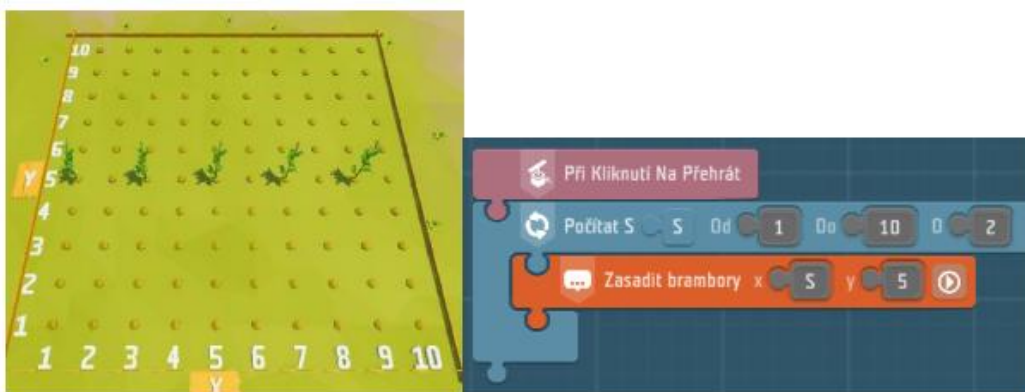 10
9
8
7
6
Y 5
4
3
2
1
1 2 3 4 5 6 7 8 9 10
X
Při Kliknutí Na Přehrát
Počítat S S Od 1 Do 10 O 2
Zasadit brambory x S y 5